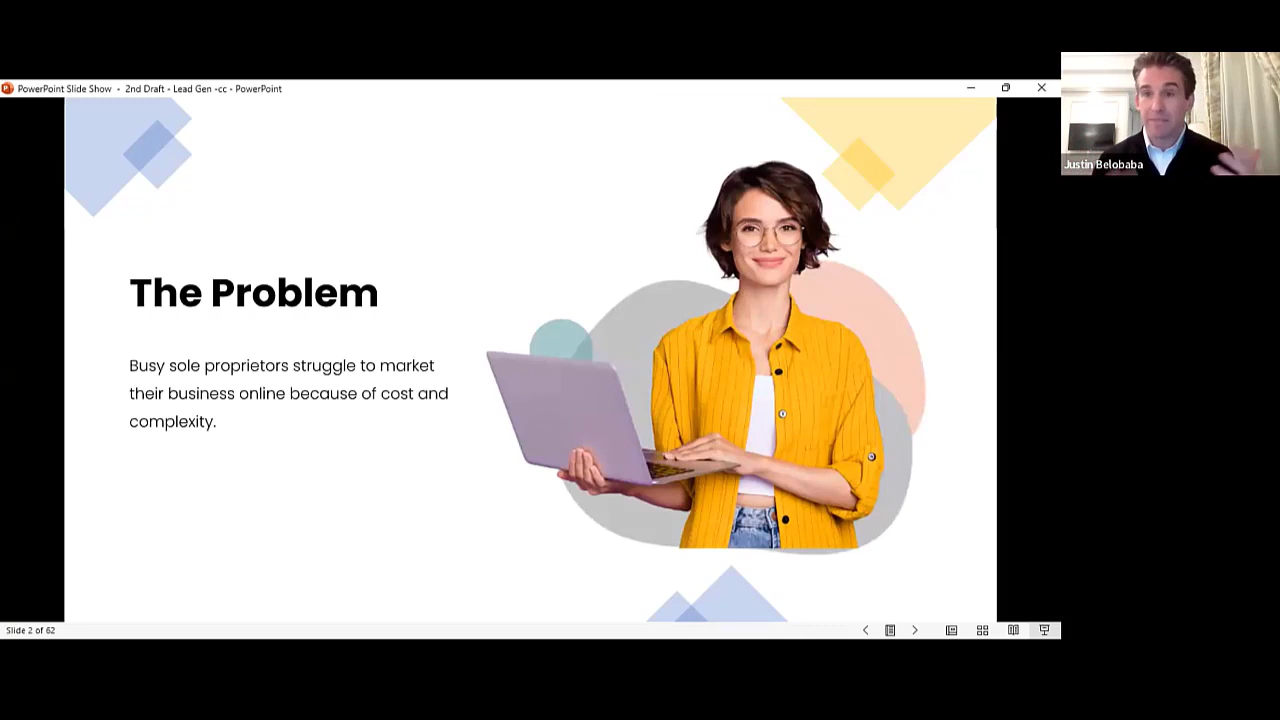 PowerPoint Slide Show - 2nd Draft - Lead Gen -cc - PowerPoint
Justin Belobaba
The Problem
Busy sole proprietors struggle to market
their business online because of cost and
complexity.
Slide 2 of 62